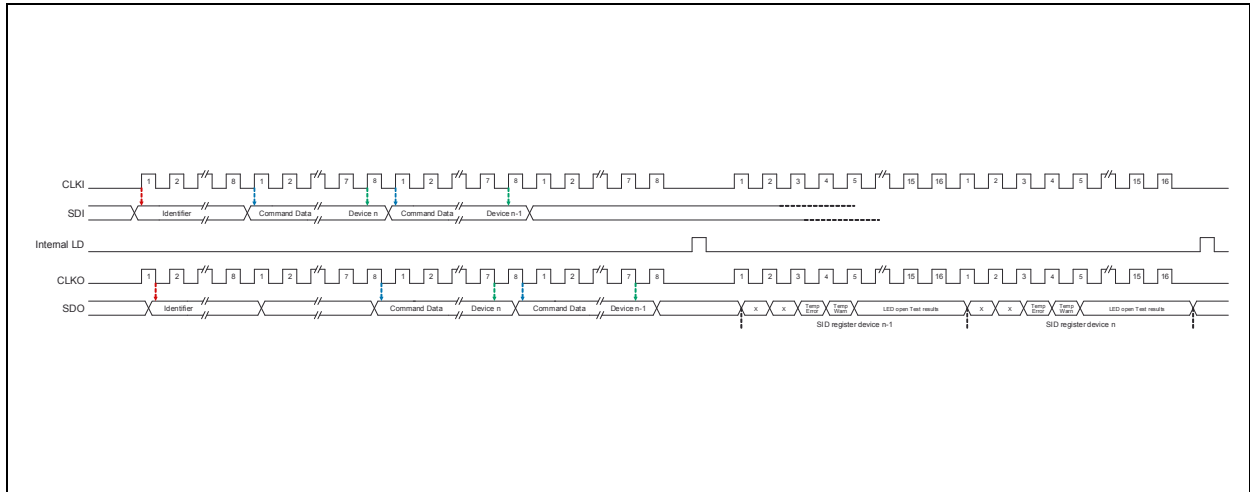 CLKI 1 2 8 1 2 7 8 1 2 7 8 1 2 7 8 1 2 3 4 5 15 16 1 2 3 4 5 15 16
SDI Identifier Command Data Device n Command Data Device n-1
Internal LD
CLKO 1 2 8 1 2 7 8 1 2 7 8 1 2 7 8 1 2 3 4 5 15 16 1 2 3 4 5 15 16
SDO Identifier Command Data Device n Command Data Device n-1 X X Temp Error Temp Warn LED open Test results X X Temp Error Temp Warn LED open Test results
SID register device n-1 SID register device n